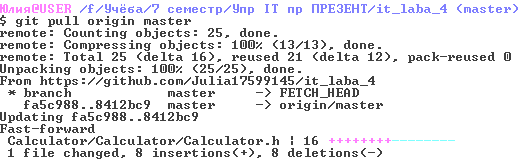 Юлия@USER /f/Учёба/7 семестр/Упр IT пр ПРЕЗЕНТ/it_laba_4 (master)
$ git pull origin master
remote: Counting objects: 25, done.
remote: Compressing objects: 100% (13/13), done.
remote: Total 25 (delta 16), reused 21 (delta 12), pack-reused 0
Unpacking objects: 100% (25/25), done.
From https://github.com/Julia17599145/it_laba_4
 * branch            master     -> FETCH_HEAD
   fa5c988..8412bc9  master     -> origin/master
Updating fa5c988..8412bc9
Fast-forward
 Calculator/Calculator/Calculator.h | 16 ++++++++--------
 1 file changed, 8 insertions(+), 8 deletions(-)